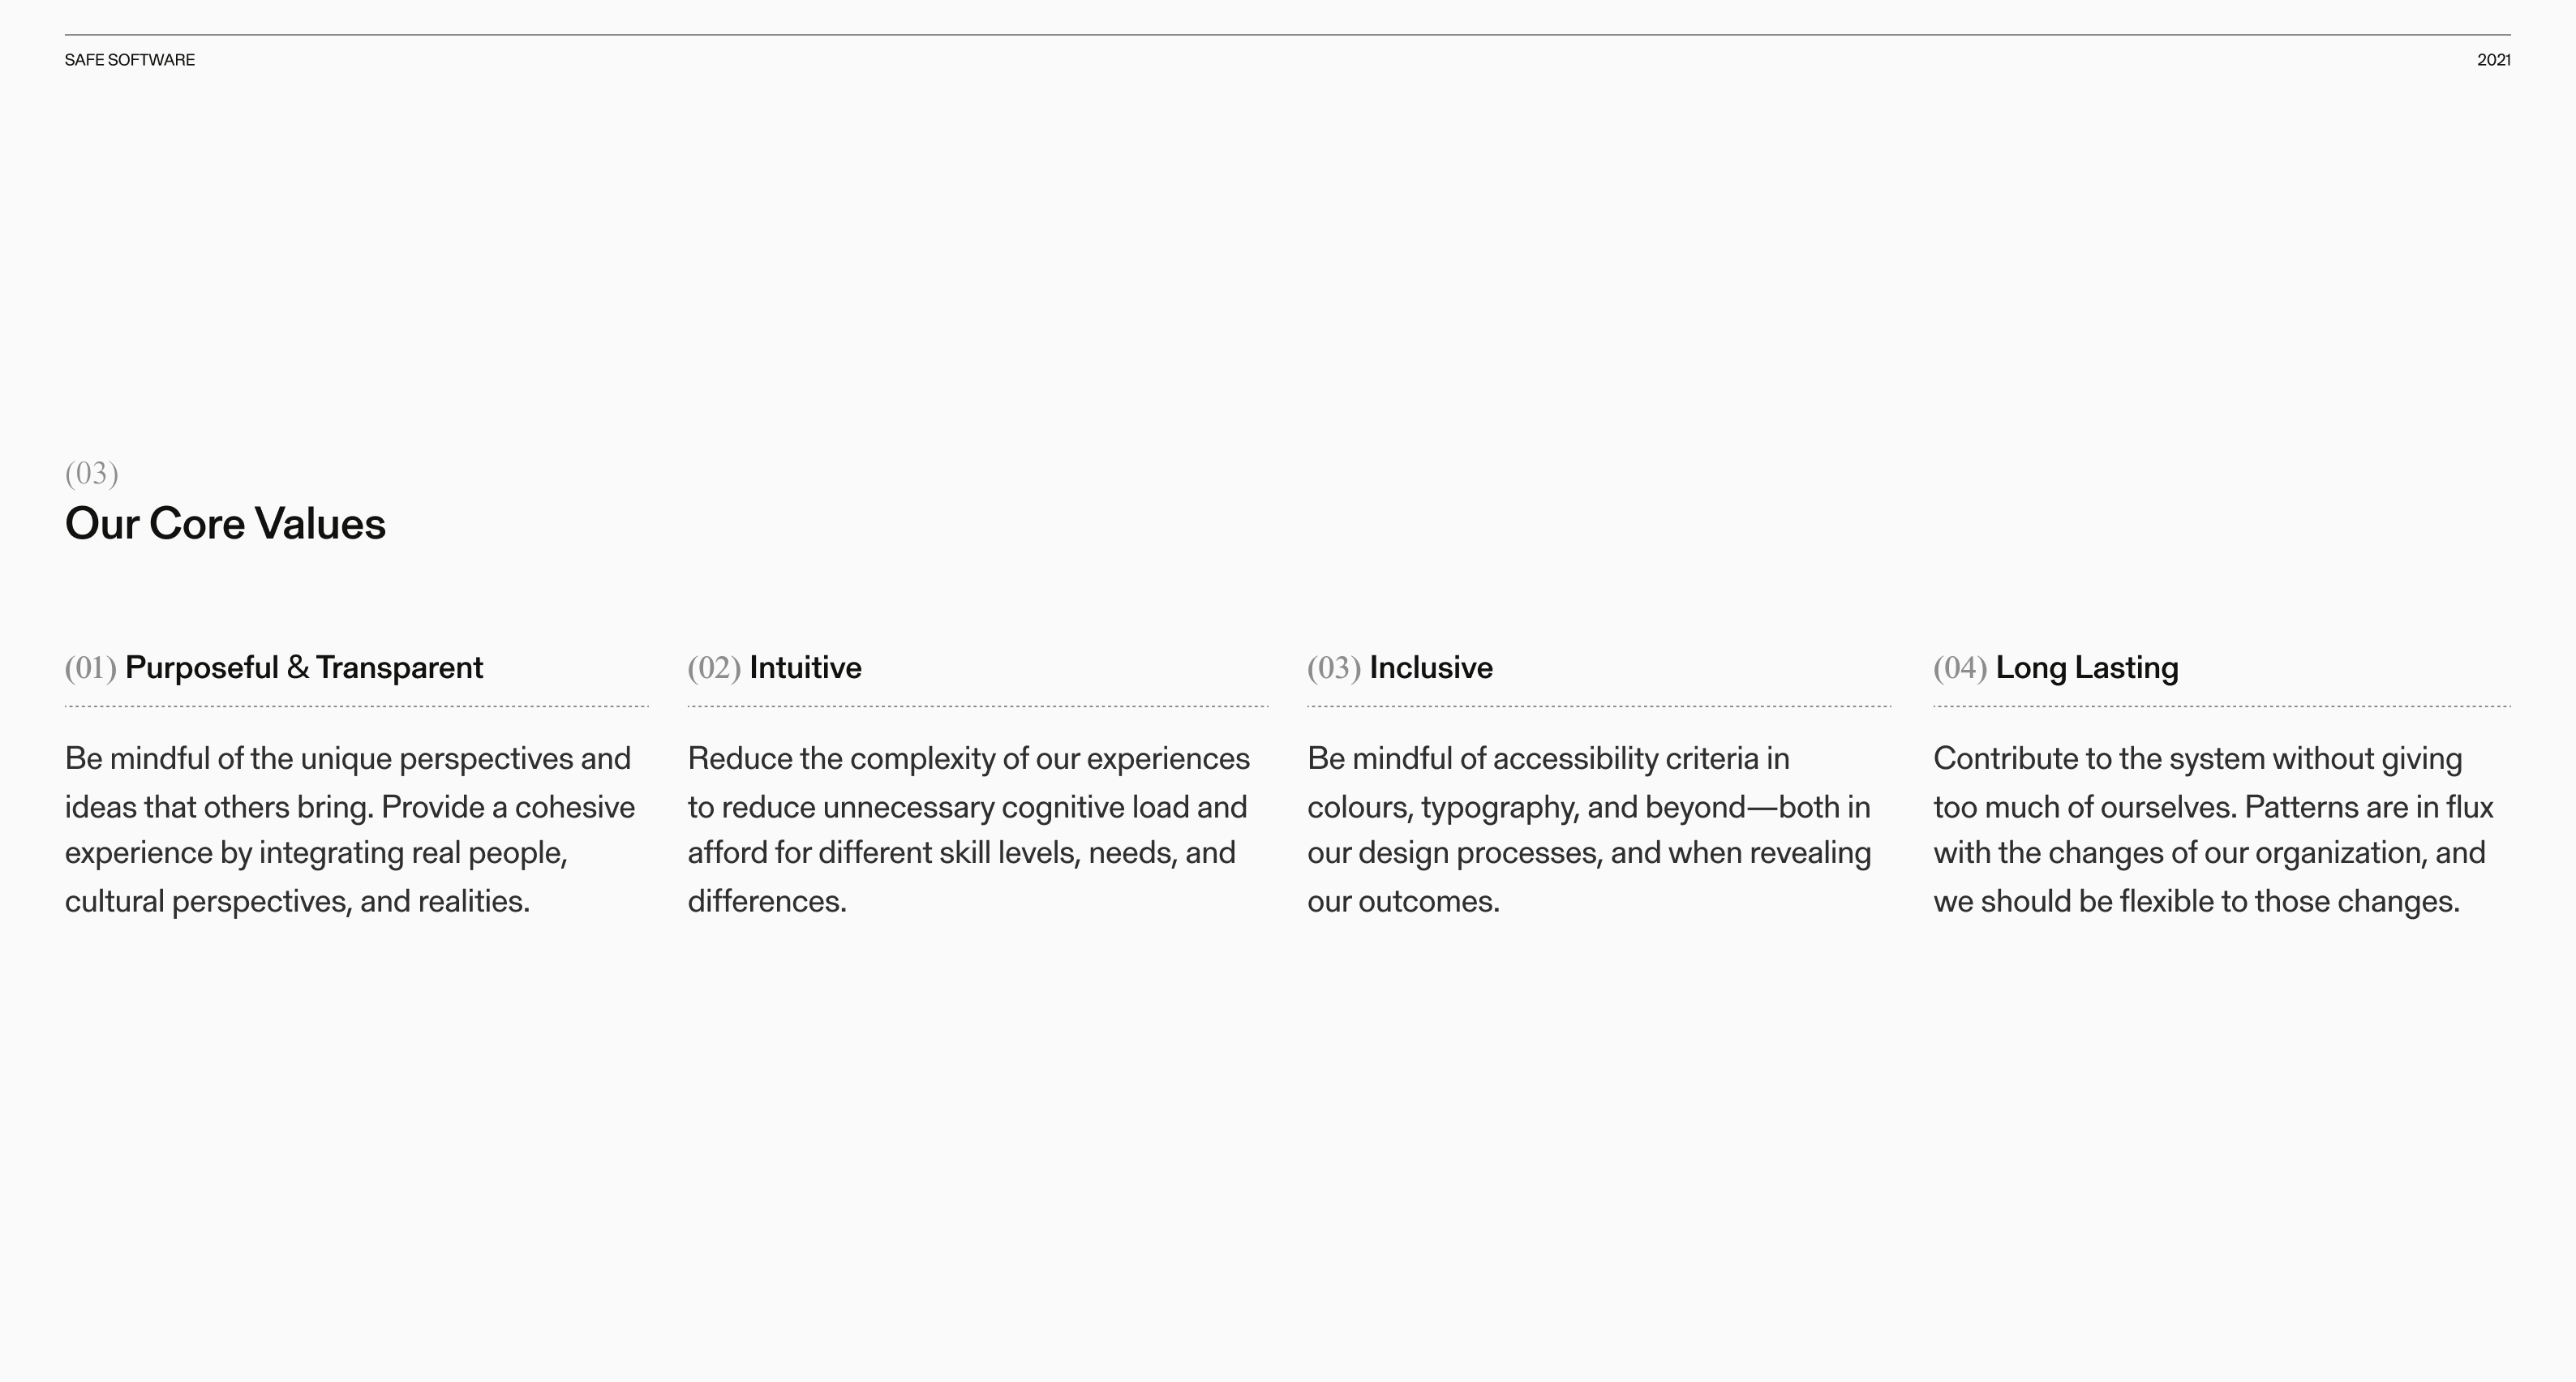 SAFE SOFTWARE
2021
(03)
Our Core Values
(01) Purposeful & Transparent
Be mindful of the unique perspectives and
ideas that others bring. Provide a cohesive
experience by integrating real people,
cultural perspectives, and realities.
(02) Intuitive
Reduce the complexity of our experiences
to reduce unnecessary cognitive load and
afford for different skill levels, needs, and
differences.
(03) Inclusive
Be mindful of accessibility criteria in
colours, typography, and beyond—both in
our design processes, and when revealing
our outcomes.
(04) Long Lasting
Contribute to the system without giving
too much of ourselves. Patterns are in flux
with the changes of our organization, and
we should be flexible to those changes.